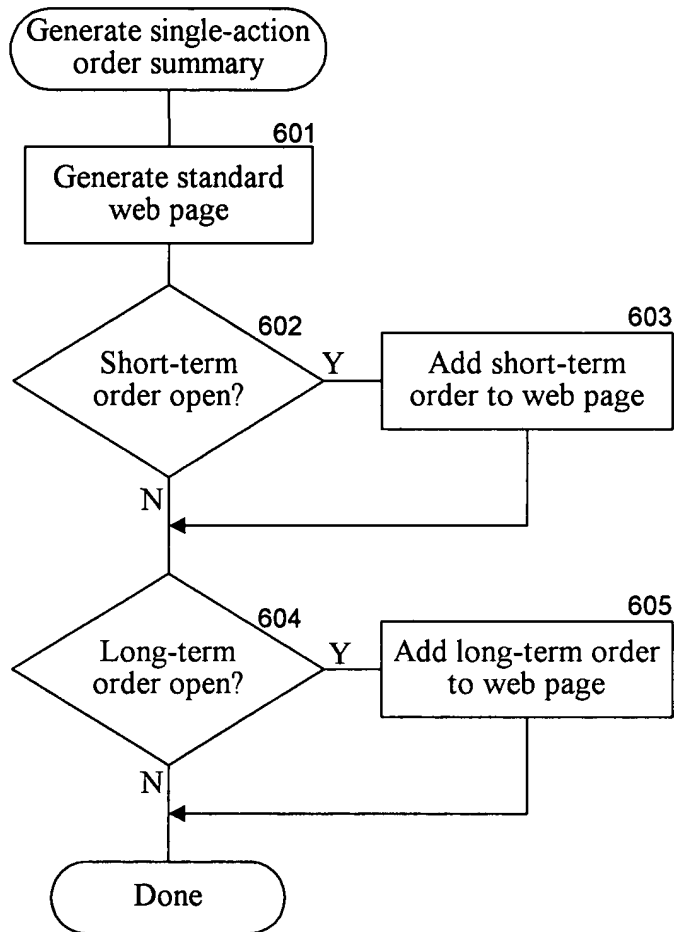 Generate single-action
order summary
601
Generate standard
web page
602
Short-term
order open?
Y
603
Add short-term
order to web page
N
604
Long-term
order open?
Y
605
Add long-term order
to web page
N
Done